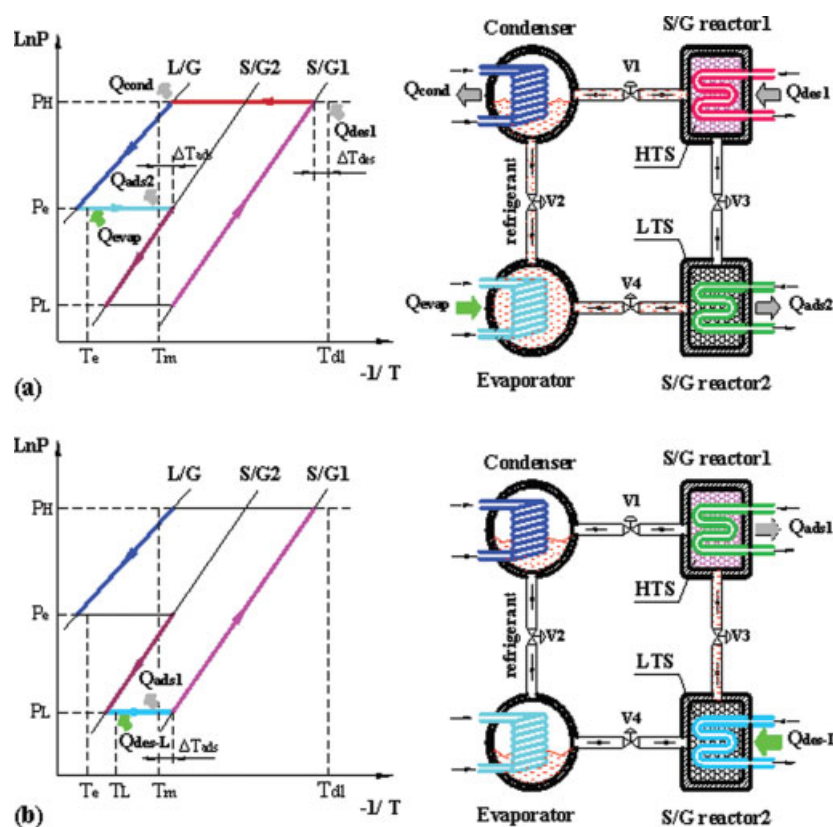 LnP
L/G S/G2 S/G1
PH
Qcond
Qdes1
ΔTads
ΔTdes
Qads2
Pe
Qevap
PL
Te Tm Td1
-1/ T
(a)
Condenser
S/G reactor1
V1
Qcond
Qdes1
HTS
refrigerant
V2
V3
LTS
V4
Qevap
Qads2
Evaporator
S/G reactor2
LnP
L/G S/G2 S/G1
PH
Pe
Qads1
PL
Qdes-L
ΔTads
Te TL Tm Td1
-1/ T
(b)
Condenser
S/G reactor1
V1
Qads1
HTS
refrigerant
V2
V3
LTS
V4
Qdes-L
Evaporator
S/G reactor2